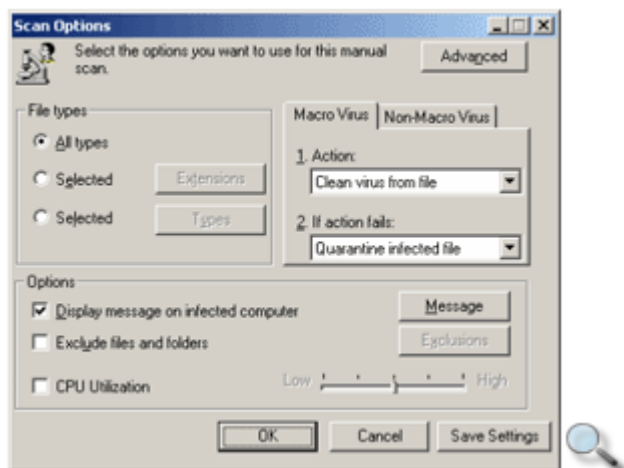 Scan Options
Select the options you want to use for this manual
scan.
Advanced
File types
All types
Selected
Extensions
Selected
Types
Macro Virus
Non-Macro Virus
1. Action:
Clean virus from file
2. If action fails:
Quarantine infected file
Options
Display message on infected computer
Message
Exclude files and folders
Exclusions
CPU Utilization
Low
High
OK
Cancel
Save Settings